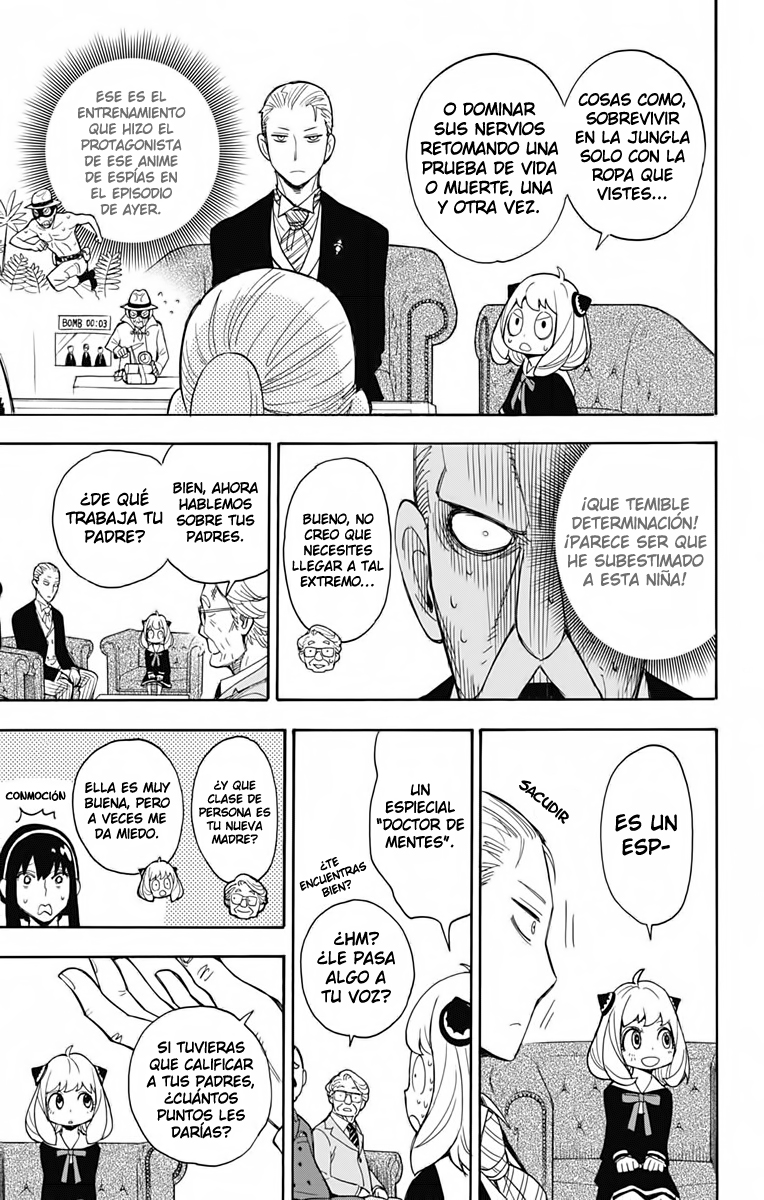 COSAS COMO,
SOBREVIVIR
EN LA JUNGLA
SOLO CON LA
ROPA QUE
VISTES...
O DOMINAR
SUS NERVIOS
RETOMANDO UNA
PRUEBA DE VIDA
O MUERTE, UNA
Y OTRA VEZ.
ESE ES EL
ENTRENAMIENTO
QUE HIZO EL
PROTAGONISTA
DE ESE ANIME
DE ESPÍAS EN
EL EPISODIO
DE AYER.
BOMB 00:03
¡QUE TEMIBLE
DETERMINACIÓN!
¡PARECE SER QUE
HE SUBESTIMADO
A ESTA NIÑA!
BUENO, NO
CREO QUE
NECESITES
LLEGAR A TAL
EXTREMO...
BIEN, AHORA
HABLEMOS
SOBRE TUS
PADRES.
¿DE QUÉ
TRABAJA TU
PADRE?
ES UN
ESP-
SACUDIR
UN
ESPIECIAL
"DOCTOR DE
MENTES".
¿TE
ENCUENTRAS
BIEN?
¿HM?
¿LE PASA
ALGO A
TU VOZ?
¿Y QUE
CLASE DE
PERSONA ES
TU NUEVA
MADRE?
ELLA ES MUY
BUENA, PERO
A VECES ME
DA MIEDO.
CONMOCIÓN
SI TUVIERAS
QUE CALIFICAR
A TUS PADRES,
¿CUÁNTOS
PUNTOS LES
DARÍAS?